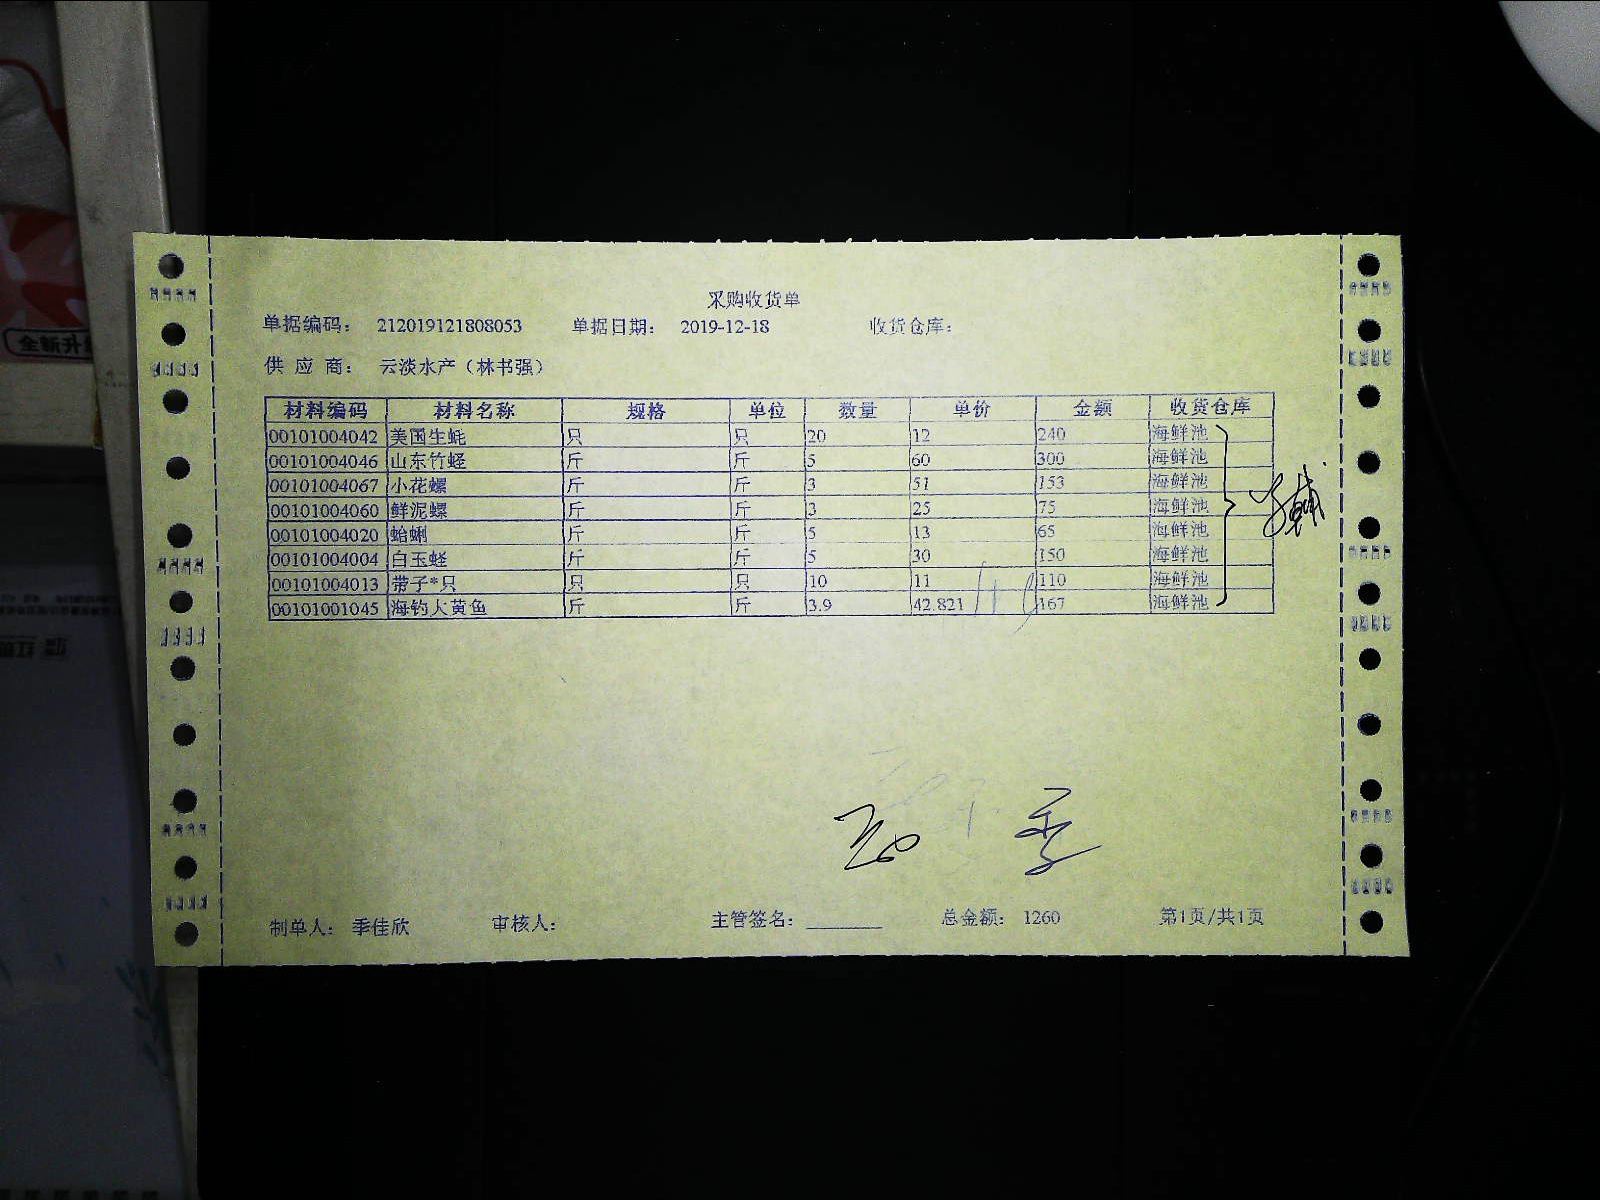 采购收货单
单据编码： 212019121808053 单据日期： 2019-12-18 收货仓库：
供 应 商： 云淡水产（林书强）
材料编码 材料名称 规格 单位 数量 单价 金额 收货仓库
00101004042 美国生蚝 只 只 20 12 240 海鲜池
00101004046 山东竹蛏 斤 斤 5 60 300 海鲜池
00101004067 小花螺 斤 斤 3 51 153 海鲜池
00101004060 鲜泥螺 斤 斤 3 25 75 海鲜池
00101004020 蛤蜊 斤 斤 5 13 65 海鲜池
00101004004 白玉蛏 斤 斤 5 30 150 海鲜池
00101004013 带子*只 只 只 10 11 110 海鲜池
00101001045 海钓大黄鱼 斤 斤 3.9 42.821 167 海鲜池
制单人： 季佳欣 审核人： 主管签名： 总金额： 1260 第1页/共1页
全新升